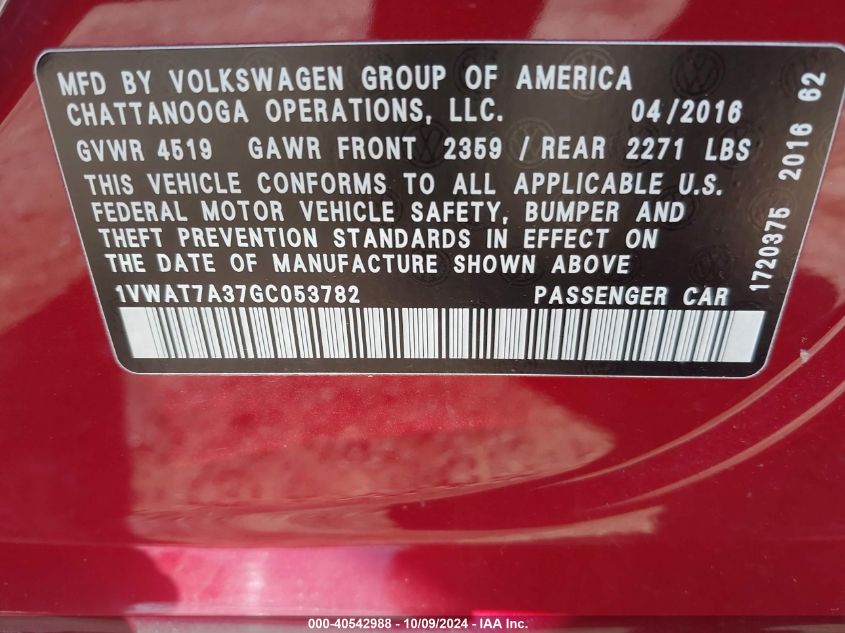 MFD BY VOLKSWAGEN GROUP OF AMERICA
CHATTANOOGA OPERATIONS, LLC. 04/2016
GVWR 4519 GAWR FRONT 2359 / REAR 2271 LBS
THIS VEHICLE CONFORMS TO ALL APPLICABLE U.S.
FEDERAL MOTOR VEHICLE SAFETY, BUMPER AND
THEFT PREVENTION STANDARDS IN EFFECT ON
THE DATE OF MANUFACTURE SHOWN ABOVE
1VWAT7A37GC053782 PASSENGER CAR
1720375 2016 62
000-40542988 - 10/09/2024 - IAA Inc.